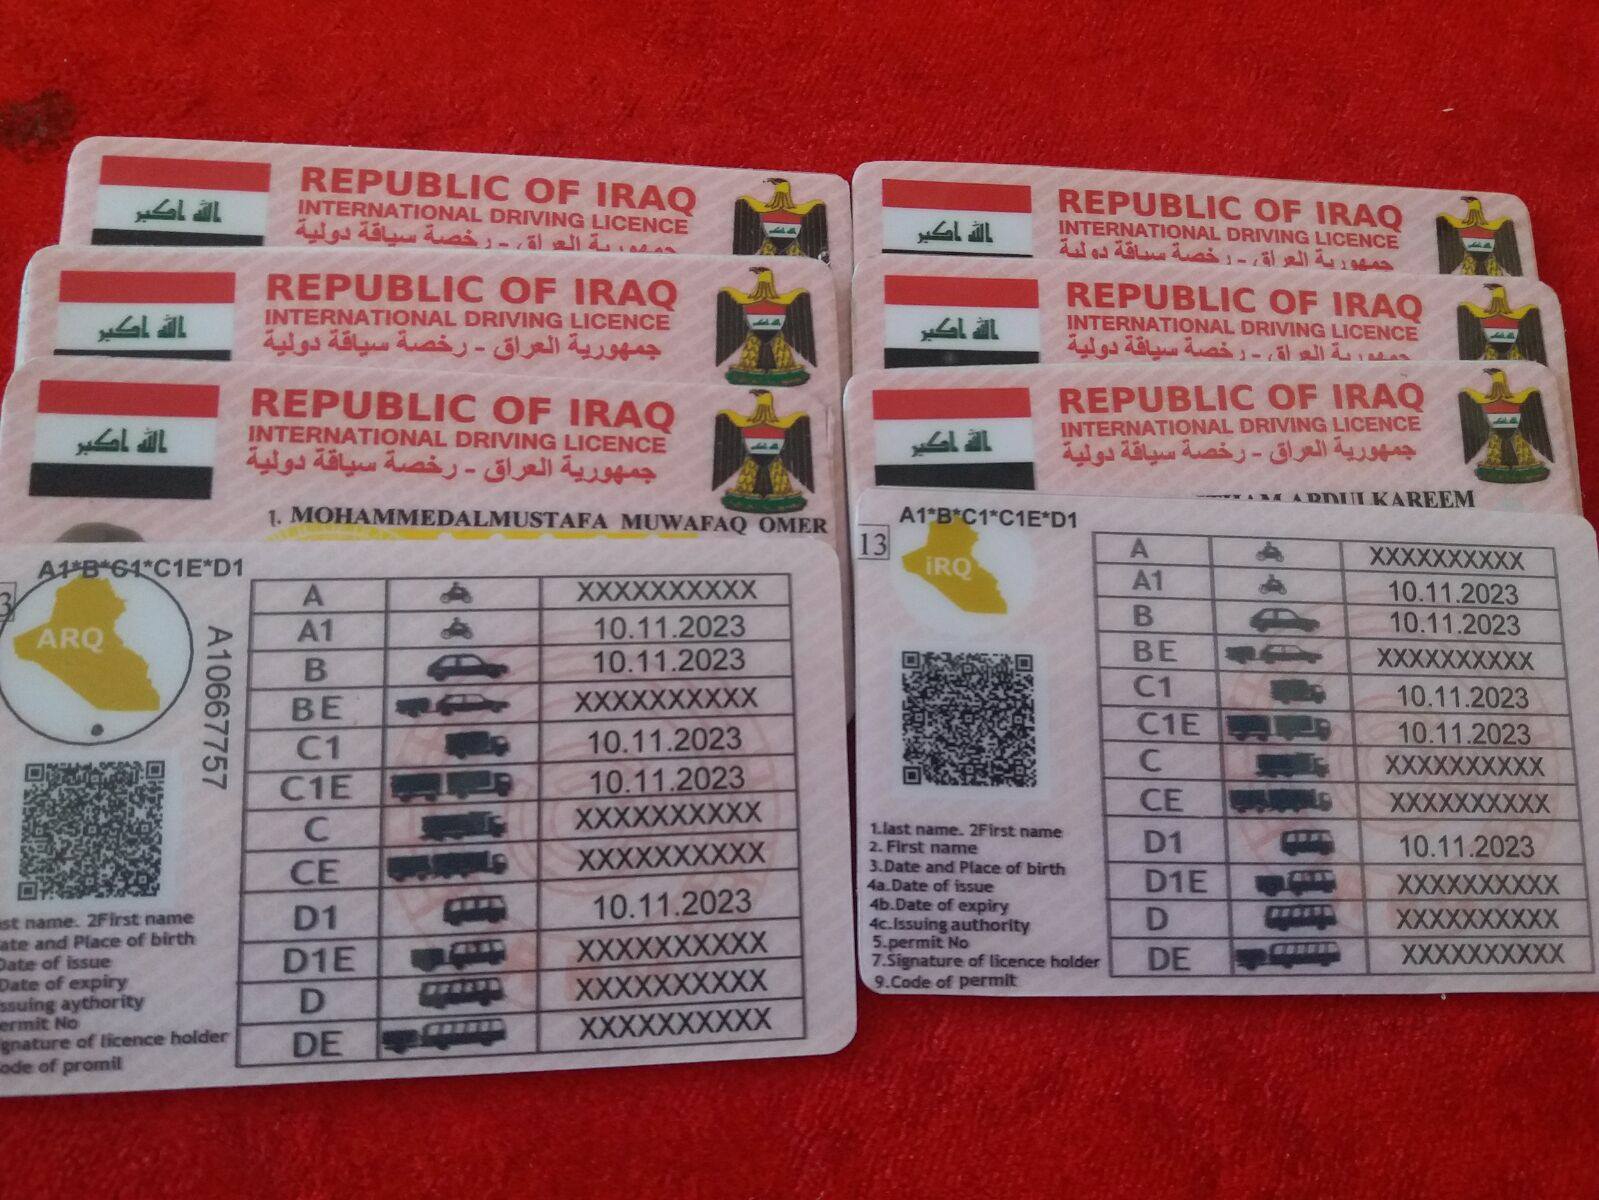 الله اكبر
REPUBLIC OF IRAQ
INTERNATIONAL DRIVING LICENCE
جمهورية العراق - رخصة سياقة دولية
الله اكبر
REPUBLIC OF IRAQ
INTERNATIONAL DRIVING LICENCE
جمهورية العراق - رخصة سياقة دولية
الله اكبر
REPUBLIC OF IRAQ
INTERNATIONAL DRIVING LICENCE
جمهورية العراق - رخصة سياقة دولية
1. MOHAMMEDALMUSTAFA MUWAFAQ OMER
A1*B*C1*C1E*D1
3
ARQ
A10667757
A XXXXXXXXXX
A1 10.11.2023
B 10.11.2023
BE XXXXXXXXXX
C1 10.11.2023
C1E 10.11.2023
C XXXXXXXXXX
CE XXXXXXXXXX
D1 10.11.2023
D1E XXXXXXXXXX
D XXXXXXXXXX
DE XXXXXXXXXX
name. 2First name
and Place of birth
Date of issue
Date of expiry
aythority
No
of licence holder
of promil
الله اكبر
REPUBLIC OF IRAQ
INTERNATIONAL DRIVING LICENCE
جمهورية العراق - رخصة سياقة دولية
الله اكبر
REPUBLIC OF IRAQ
INTERNATIONAL DRIVING LICENCE
جمهورية العراق - رخصة سياقة دولية
الله اكبر
REPUBLIC OF IRAQ
INTERNATIONAL DRIVING LICENCE
جمهورية العراق - رخصة سياقة دولية
ABDULKAREEM
A1*B*C1*C1E*D1
13
iRQ
A XXXXXXXXXX
A1 10.11.2023
B 10.11.2023
BE XXXXXXXXXX
C1 10.11.2023
C1E 10.11.2023
C XXXXXXXXXX
CE XXXXXXXXXX
D1 10.11.2023
D1E XXXXXXXXXX
D XXXXXXXXXX
DE XXXXXXXXXX
1.last name. 2First name
2. First name
3.Date and Place of birth
4a.Date of issue
4b.Date of expiry
4c.Issuing authority
5.permit No
7.Signature of licence holder
9.Code of permit